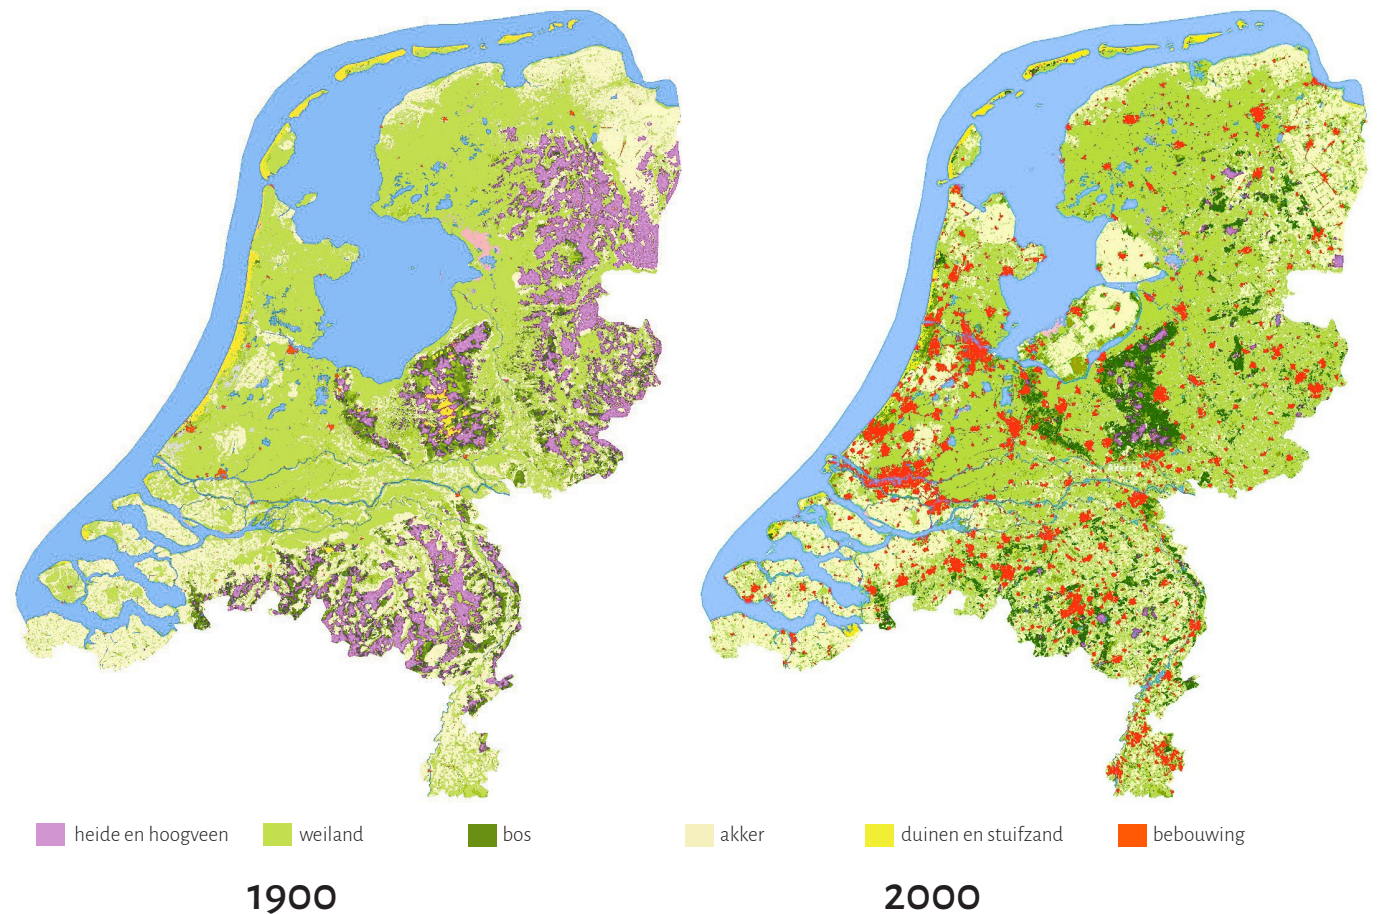 heide en hoogveen weiland bos akker duinen en stuifzand bebouwing
1900 2000